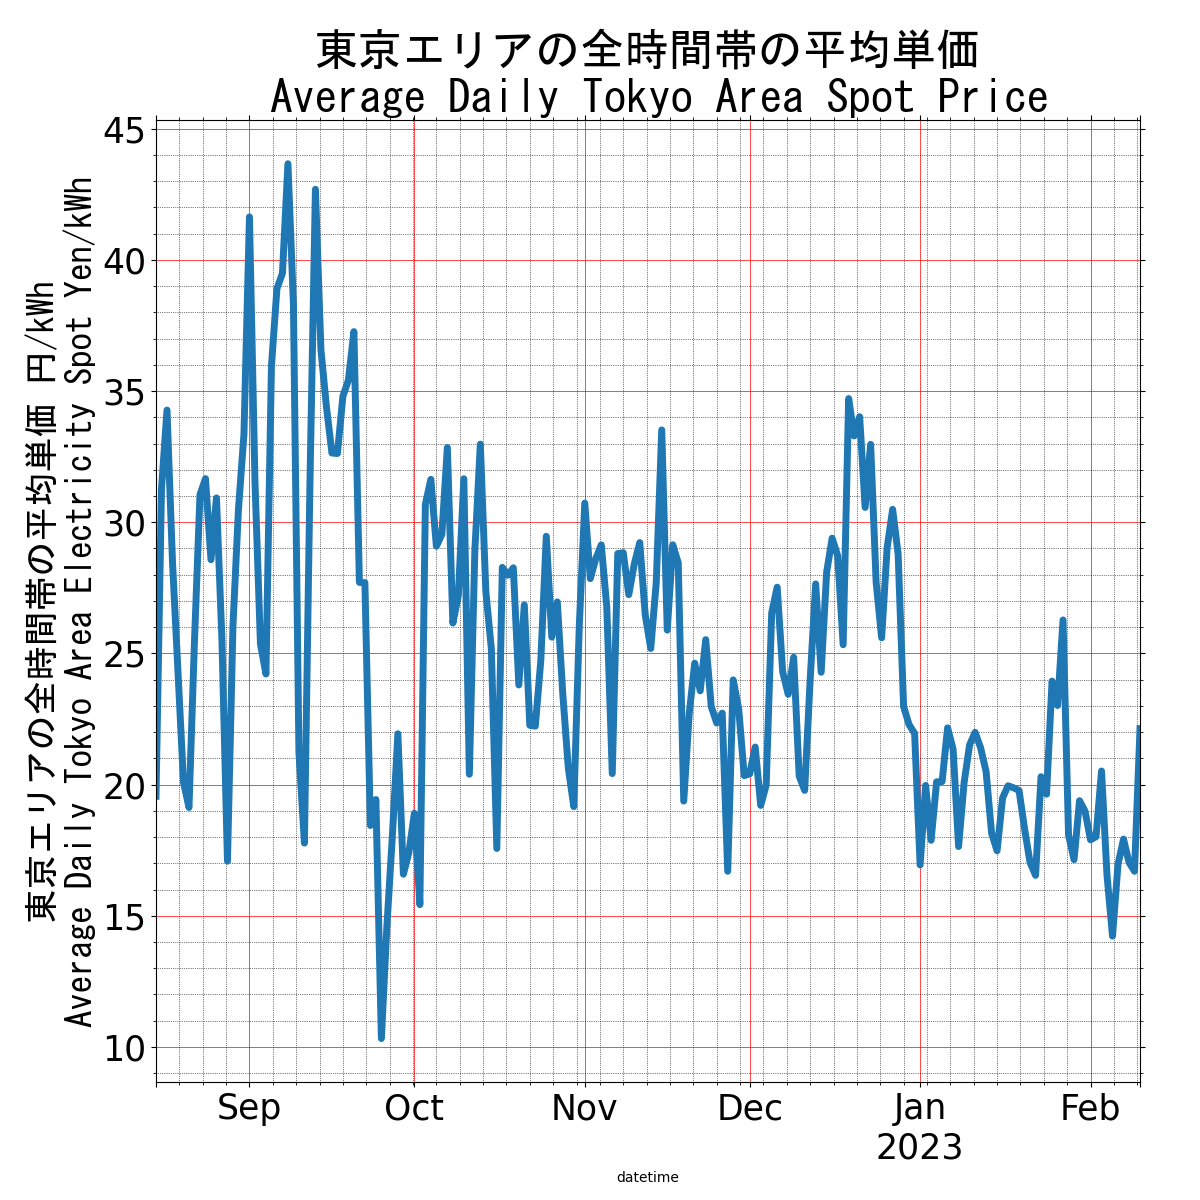 東京エリアの全時間帯の平均単価
Average Daily Tokyo Area Spot Price
東京エリアの全時間帯の平均単価 円/kWh
Average Daily Tokyo Area Electricity Spot Yen/kWh
45
40
35
30
25
20
15
10
Sep
Oct
Nov
Dec
Jan
2023
Feb
datetime